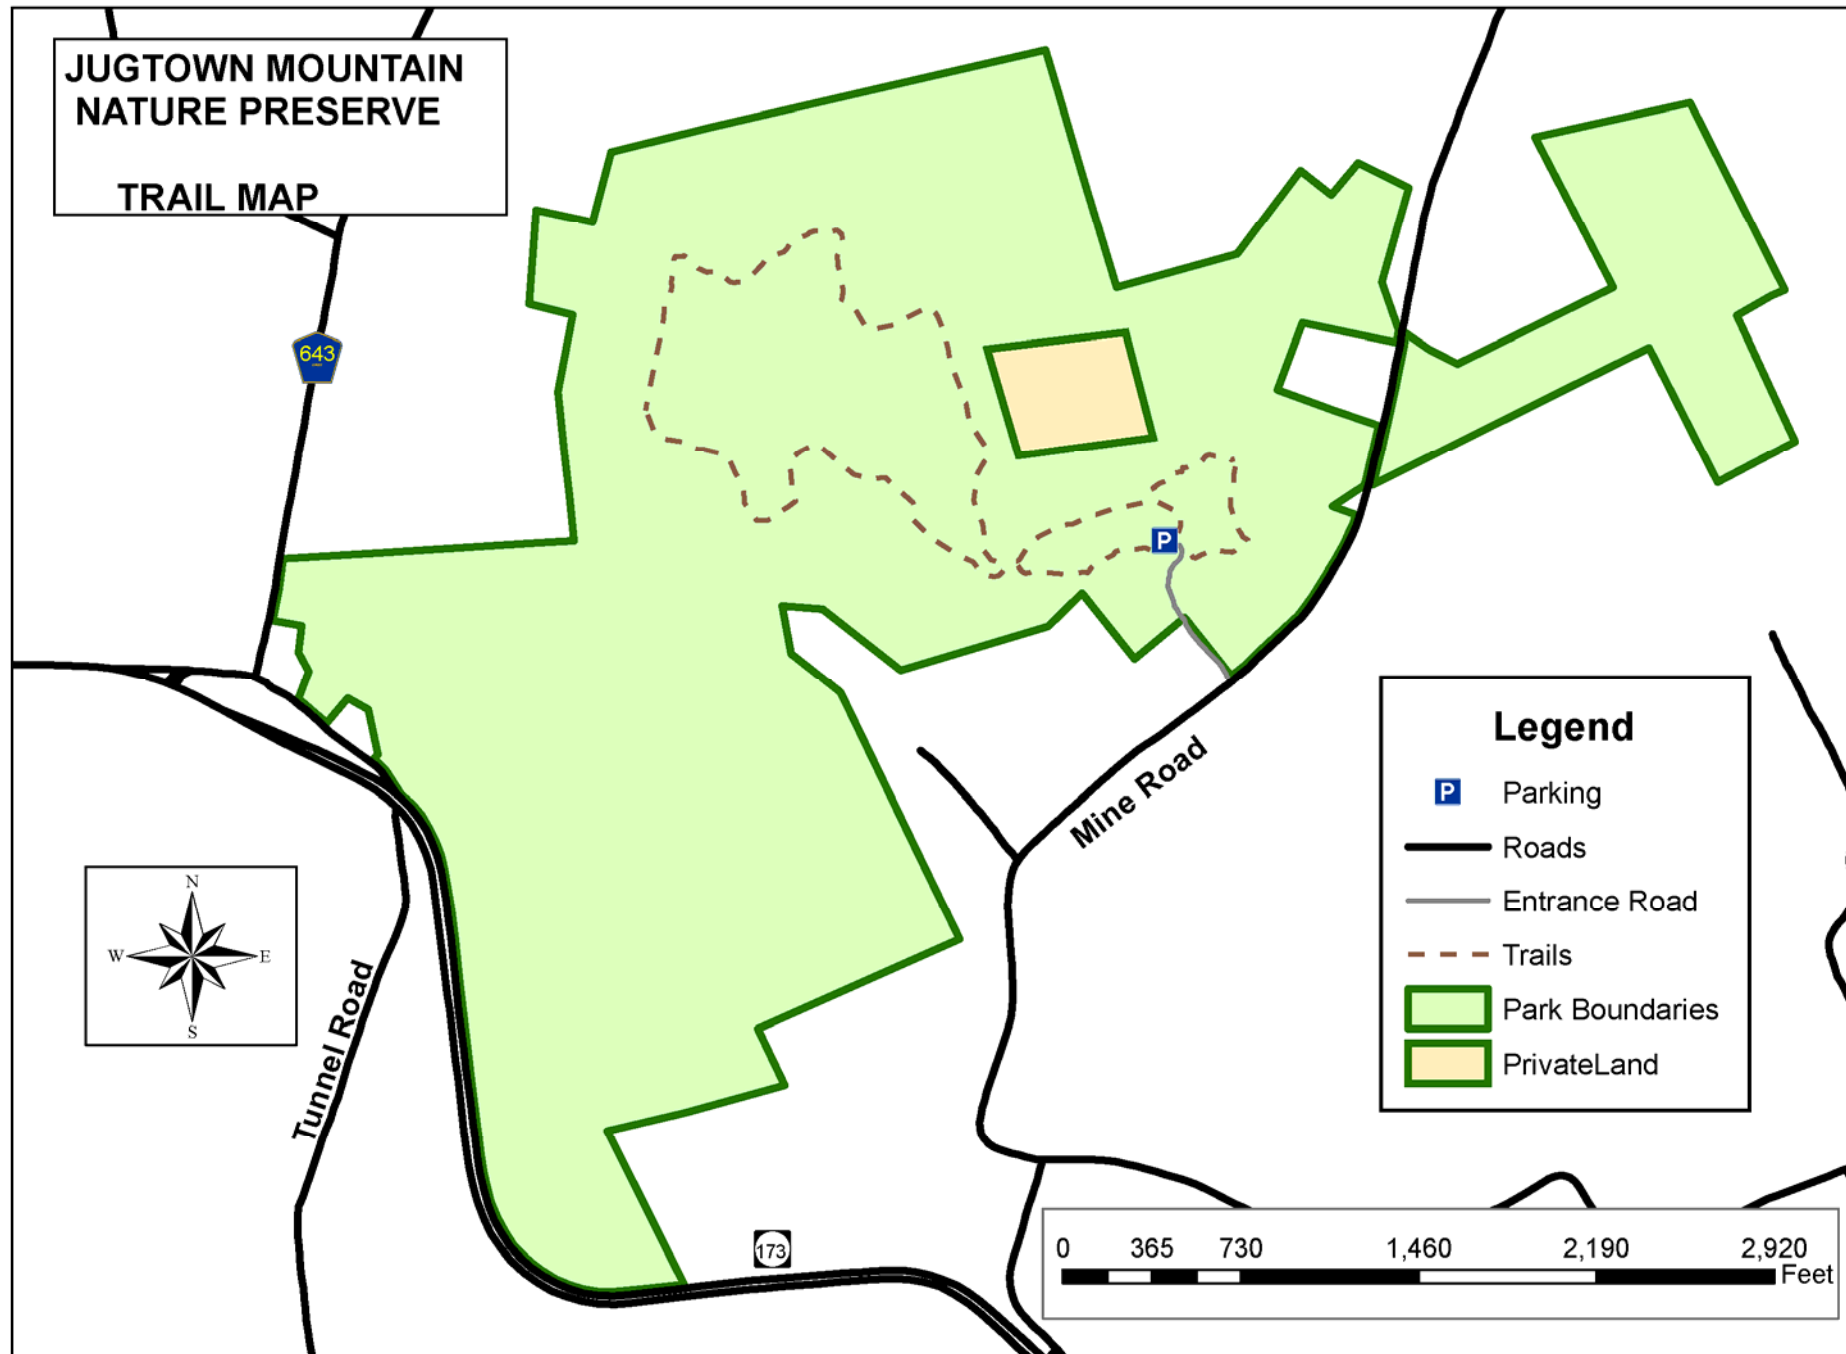 JUGTOWN MOUNTAIN
NATURE PRESERVE
TRAIL MAP
643
P
Mine Road
Legend
P Parking
Roads
Entrance Road
Trails
Park Boundaries
PrivateLand
N
W E
S
Tunnel Road
173
0 365 730 1,460 2,190 2,920
Feet